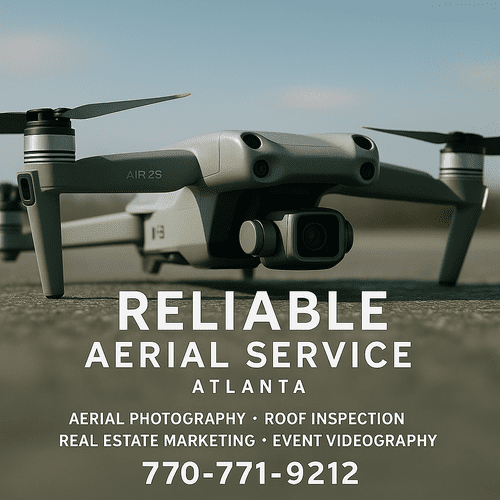 AIR 2S
RELIABLE
AERIAL SERVICE
ATLANTA
AERIAL PHOTOGRAPHY • ROOF INSPECTION
REAL ESTATE MARKETING • EVENT VIDEOGRAPHY
770-771-9212